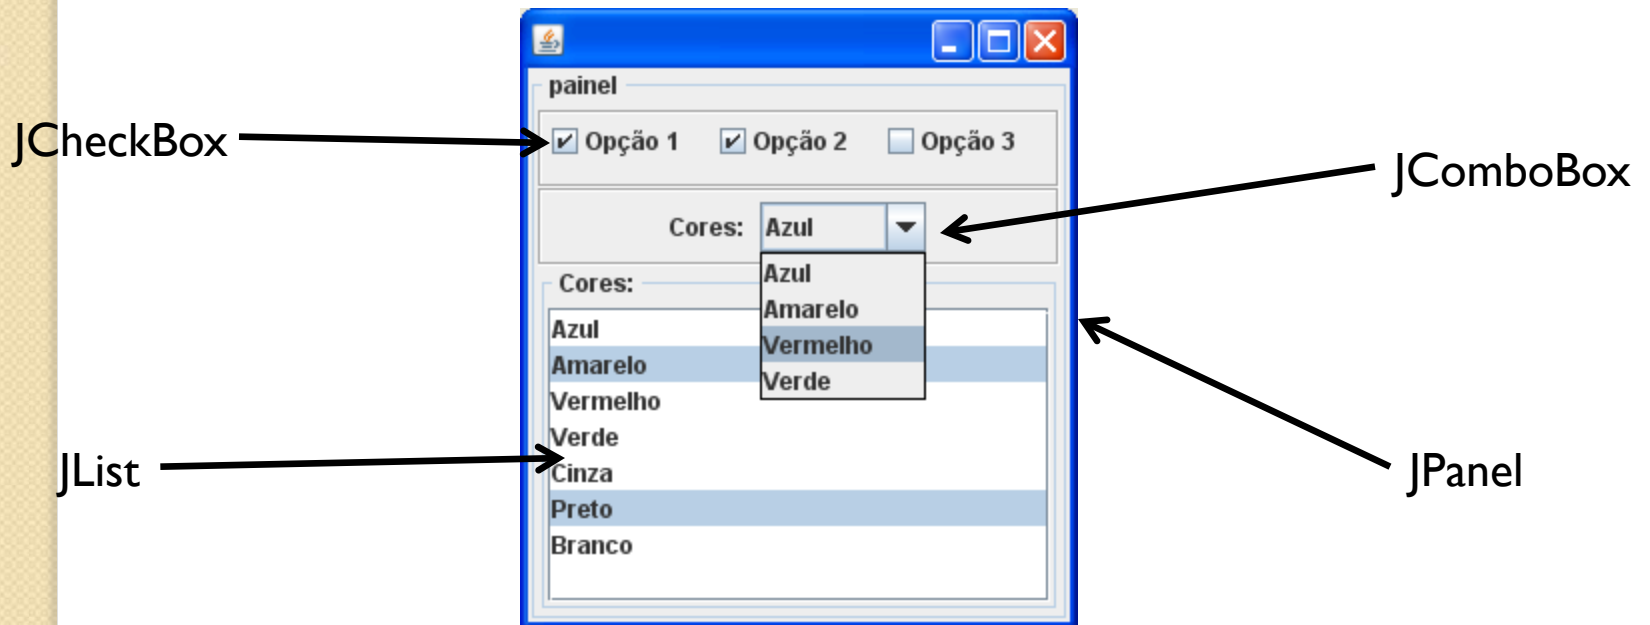 painel
JCheckBox
Opção 1 Opção 2 Opção 3
JComboBox
Cores: Azul
Azul
Amarelo
Vermelho
Verde
Cores:
Azul
Amarelo
Vermelho
Verde
Cinza
Preto
Branco
JList
JPanel